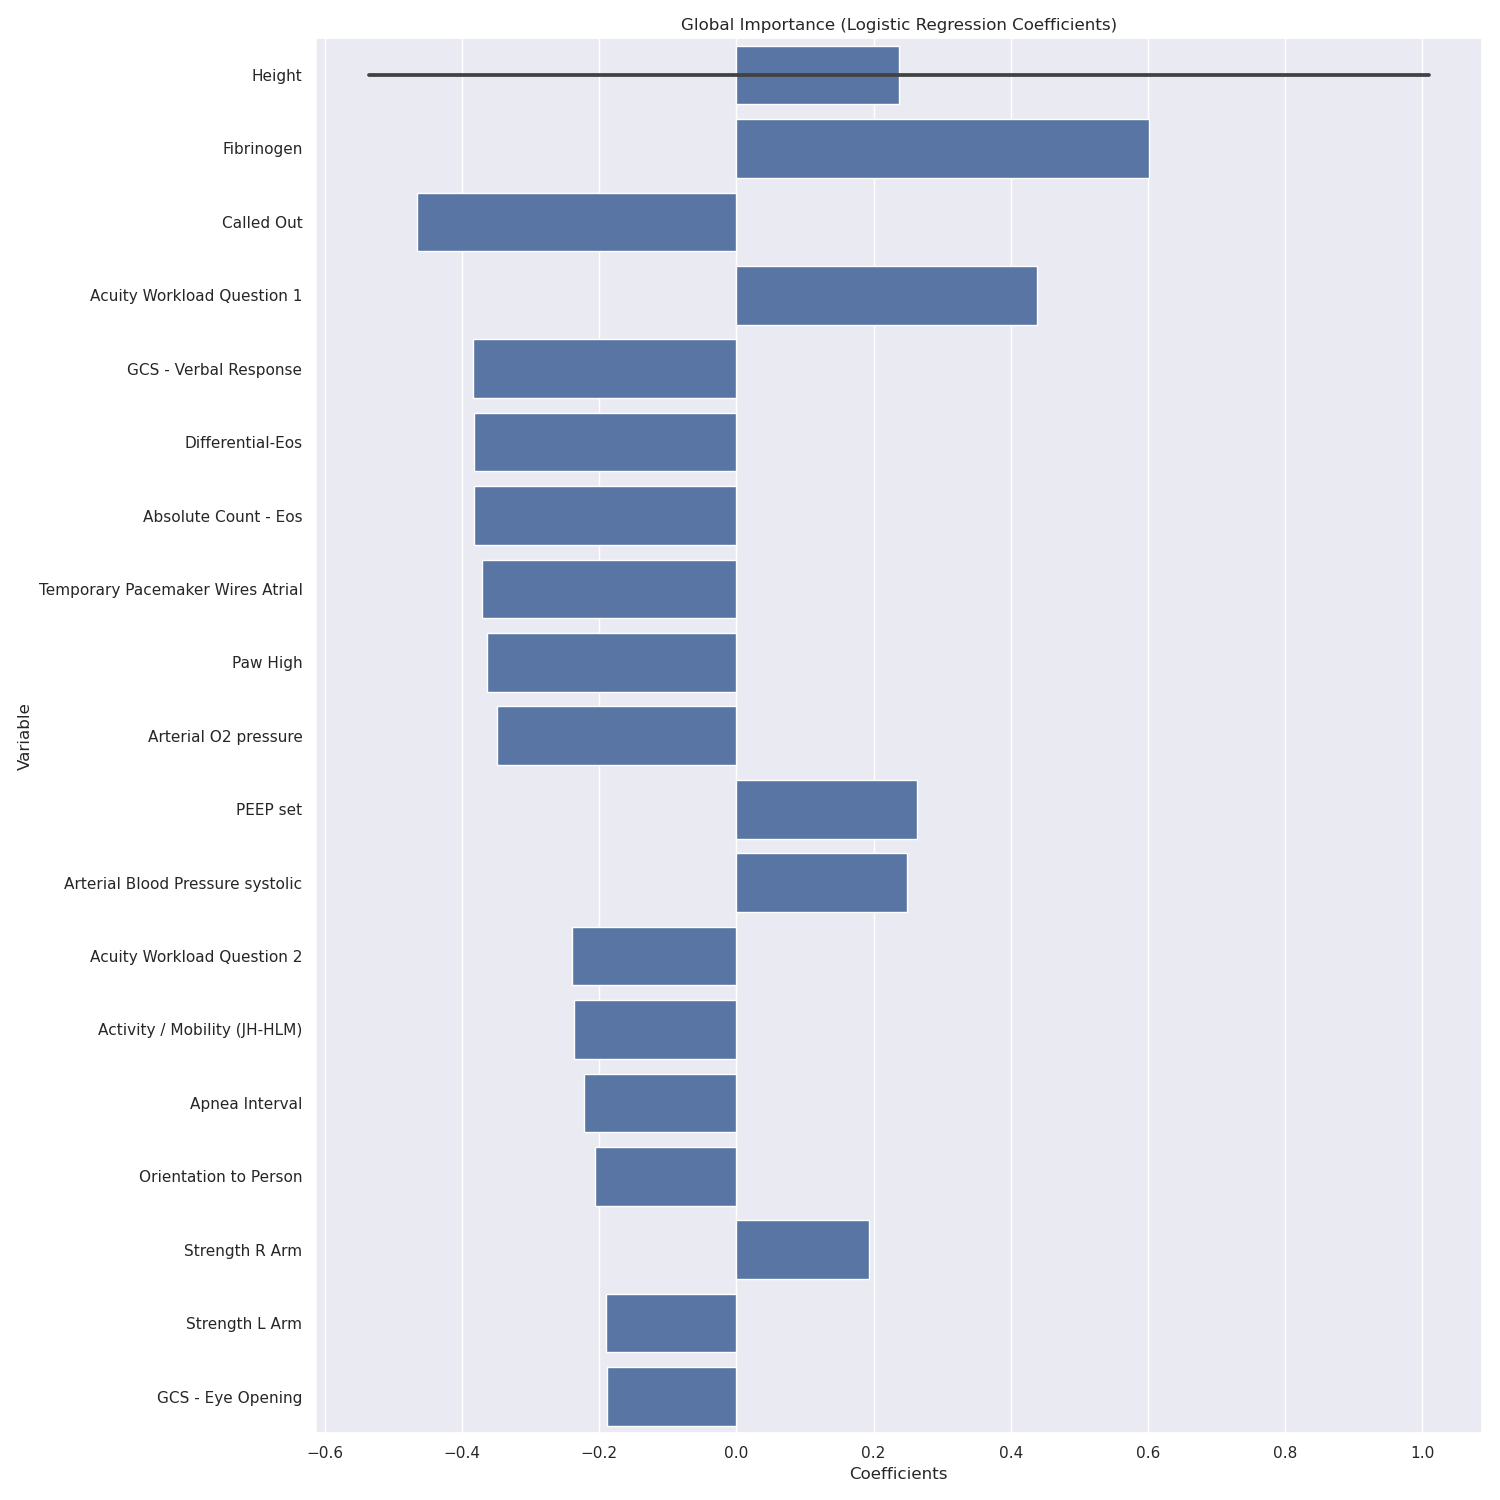 Global Importance (Logistic Regression Coefficients)
Variable
Height
Fibrinogen
Called Out
Acuity Workload Question 1
GCS - Verbal Response
Differential-Eos
Absolute Count - Eos
Temporary Pacemaker Wires Atrial
Paw High
Arterial O2 pressure
PEEP set
Arterial Blood Pressure systolic
Acuity Workload Question 2
Activity / Mobility (JH-HLM)
Apnea Interval
Orientation to Person
Strength R Arm
Strength L Arm
GCS - Eye Opening
−0.6 −0.4 −0.2 0.0 0.2 0.4 0.6 0.8 1.0
Coefficients